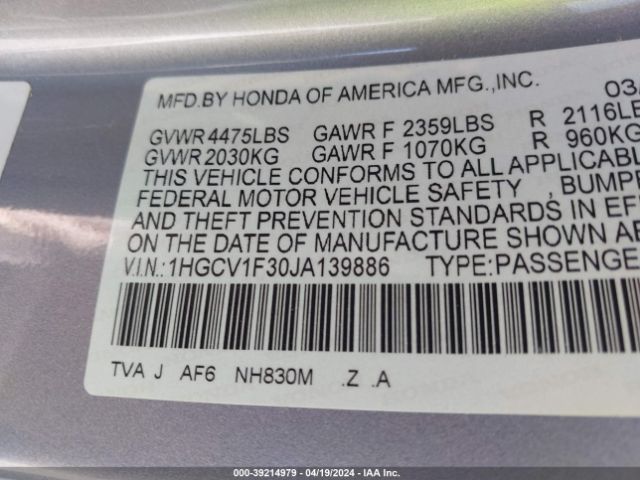 MFD.BY HONDA OF AMERICA MFG.,INC. 03
GVWR 4475LBS GAWR F 2359LBS R 2116LB
GVWR 2030KG GAWR F 1070KG R 960KG
THIS VEHICLE CONFORMS TO ALL APPLICABLE
FEDERAL MOTOR VEHICLE SAFETY , BUMPE
AND THEFT PREVENTION STANDARDS IN EF
ON THE DATE OF MANUFACTURE SHOWN AB
V.I.N.:1HGCV1F30JA139886 TYPE:PASSENGE
TVA J AF6 NH830M .Z .A
000-39214979 - 04/19/2024 - IAA Inc.